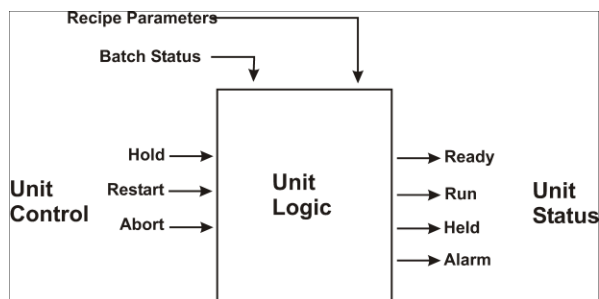 Recipe Parameters
Batch Status
Hold
Restart
Abort
Unit
Control
Unit
Logic
Ready
Run
Held
Alarm
Unit
Status